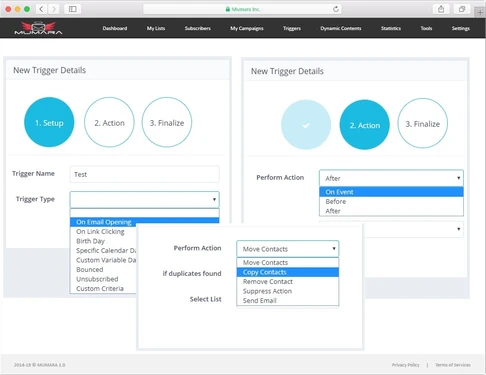 Mumara Inc.
MUMARA
Dashboard
My Lists
Subscribers
My Campaigns
Triggers
Dynamic Contents
Statistics
Tools
Settings
New Trigger Details
1. Setup
2. Action
3. Finalize
Trigger Name
Test
Trigger Type
On Email Opening
On Link Clicking
Birth Day
Specific Calendar Da
Custom Variable Da
Bounced
Unsubscribed
Custom Criteria
New Trigger Details
2. Action
3. Finalize
Perform Action
After
On Event
Before
After
Perform Action
Move Contacts
Move Contacts
Copy Contacts
Remove Contact
Suppress Action
Send Email
if duplicates found
Select List
MUMARA 2.0
Privacy Policy | Terms of Services